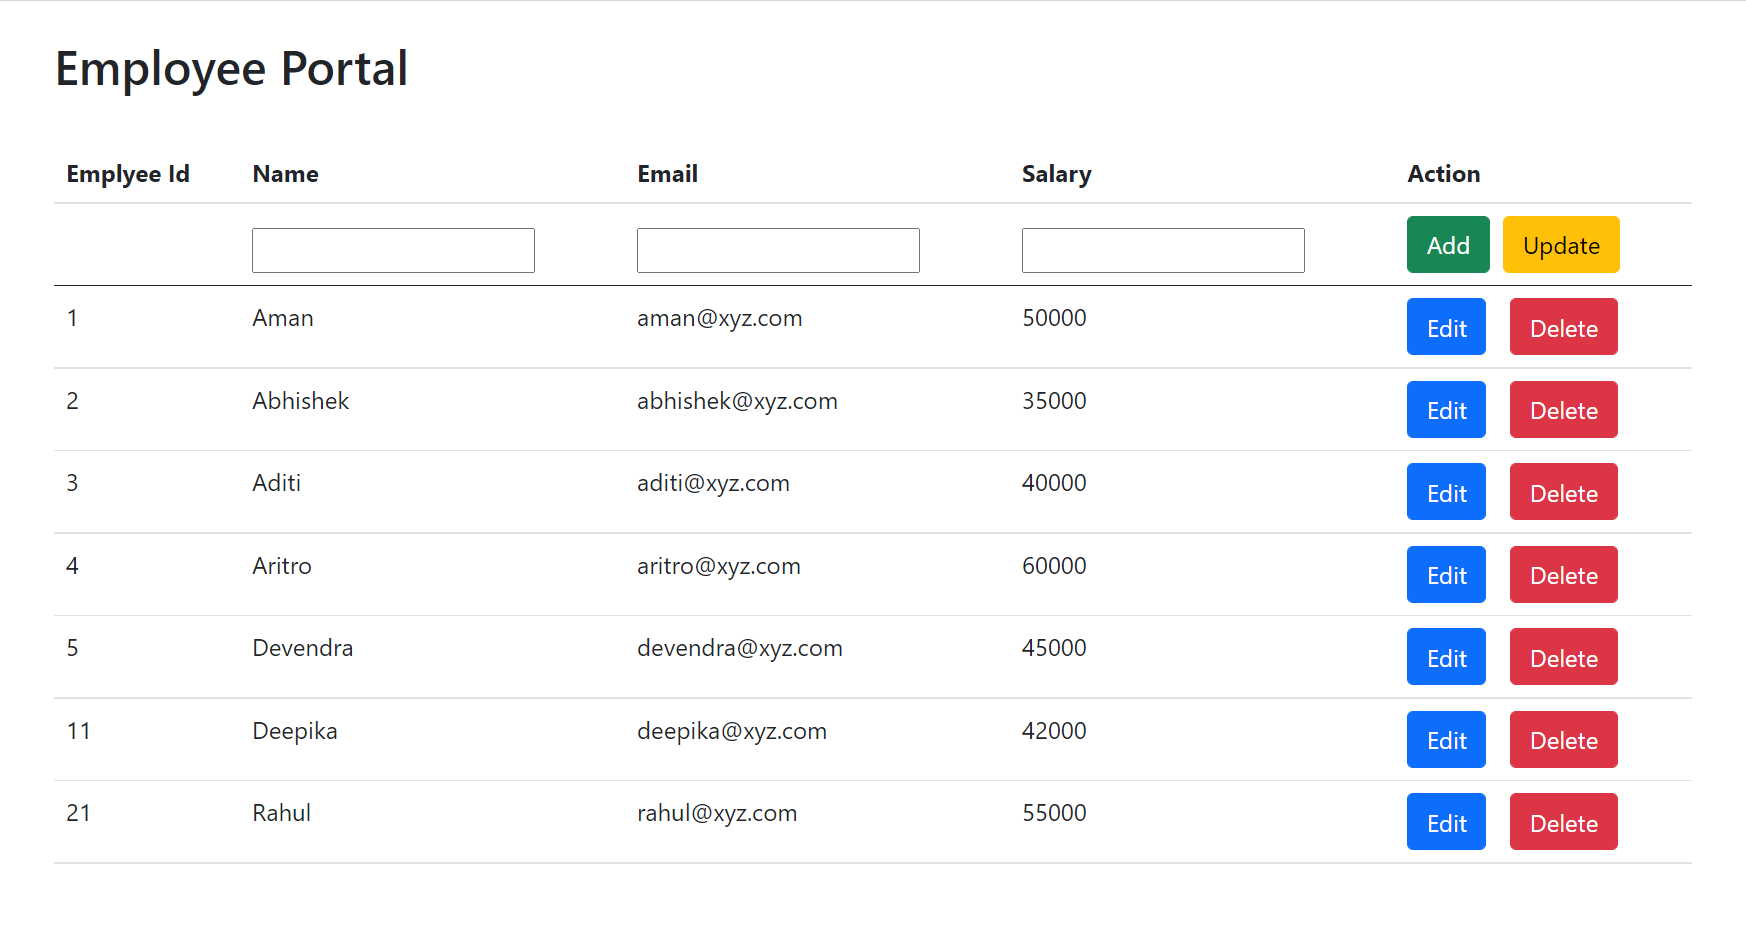 Employee Portal
Emplyee Id Name Email Salary Action
Add Update
1 Aman aman@xyz.com 50000 Edit Delete
2 Abhishek abhishek@xyz.com 35000 Edit Delete
3 Aditi aditi@xyz.com 40000 Edit Delete
4 Aritro aritro@xyz.com 60000 Edit Delete
5 Devendra devendra@xyz.com 45000 Edit Delete
11 Deepika deepika@xyz.com 42000 Edit Delete
21 Rahul rahul@xyz.com 55000 Edit Delete